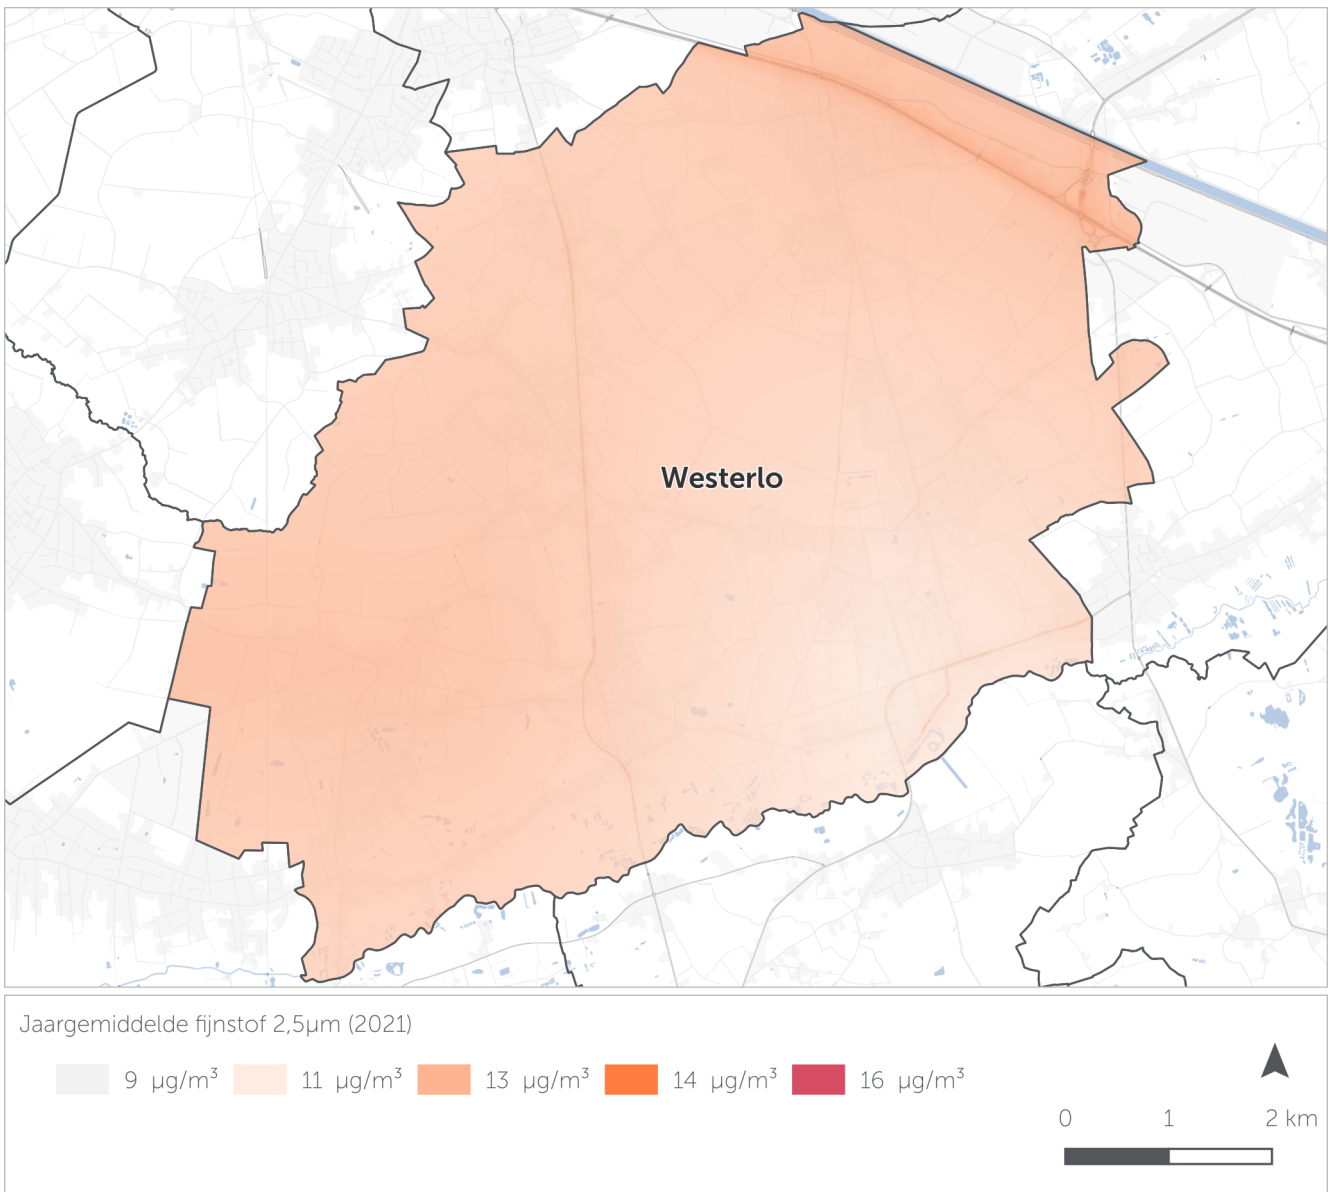 Westerlo
Jaargemiddelde fijnstof 2,5µm (2021)
9 µg/m³ 11 µg/m³ 13 µg/m³ 14 µg/m³ 16 µg/m³
0 1 2 km